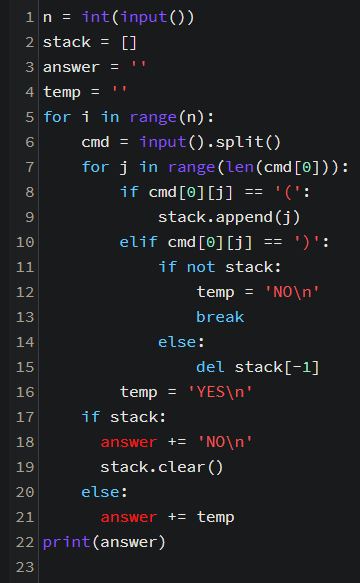 1 n = int(input())
2 stack = []
3 answer = ''
4 temp = ''
5 for i in range(n):
6     cmd = input().split()
7     for j in range(len(cmd[0])):
8         if cmd[0][j] == '(':
9             stack.append(j)
10         elif cmd[0][j] == ')':
11             if not stack:
12                 temp = 'NO\n'
13                 break
14             else:
15                 del stack[-1]
16         temp = 'YES\n'
17     if stack:
18       answer += 'NO\n'
19       stack.clear()
20     else:
21       answer += temp
22 print(answer)
23